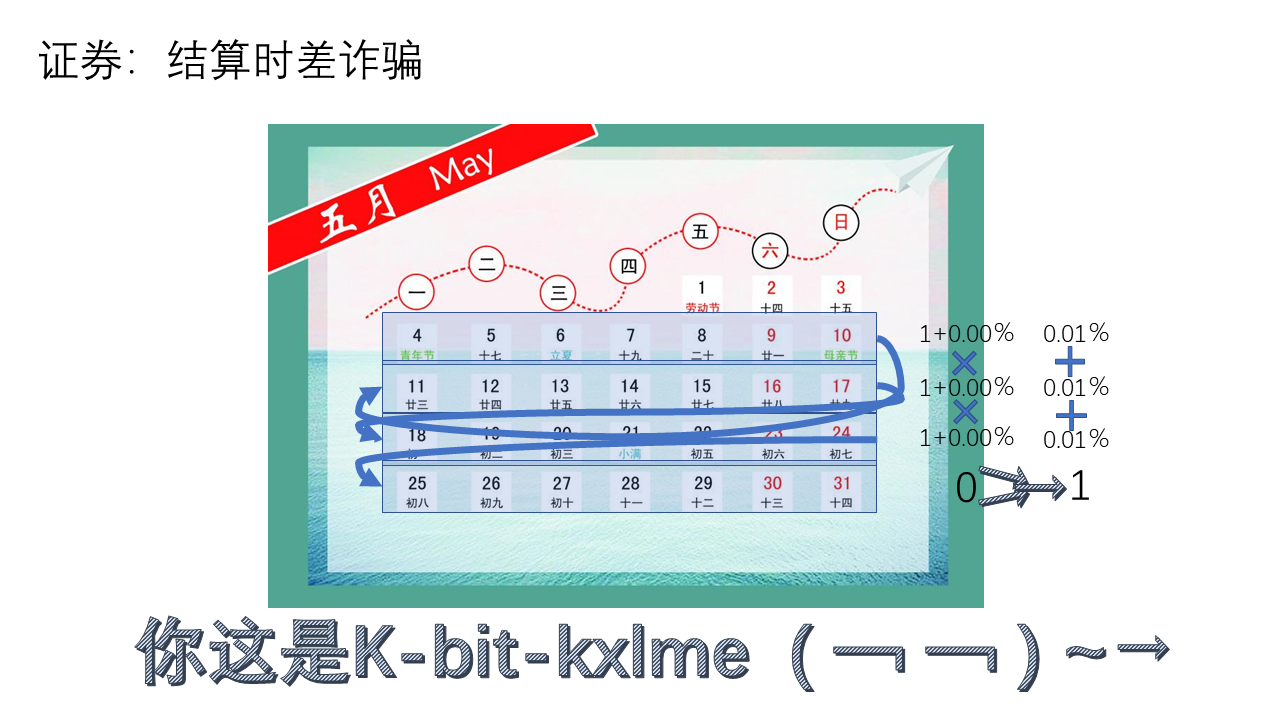 证券：结算时差诈骗
五月 May
一 二 三 四 五 六 日
1 2 3
劳动节 十四 十五
4 5 6 7 8 9 10
青年节 十七 立夏 十九 二十 廿一 母亲节
11 12 13 14 15 16 17
廿三 廿四 廿五 廿六 廿七 廿八 廿九
18 19 20 21 22 23 24
初二 初三 小满 初五 初六 初七
25 26 27 28 29 30 31
初八 初九 初十 十一 十二 十三 十四
1+0.00% 0.01%
× +
1+0.00% 0.01%
× +
1+0.00% 0.01%
0 1
你这是K-bit-kxlme（￢￢）~→